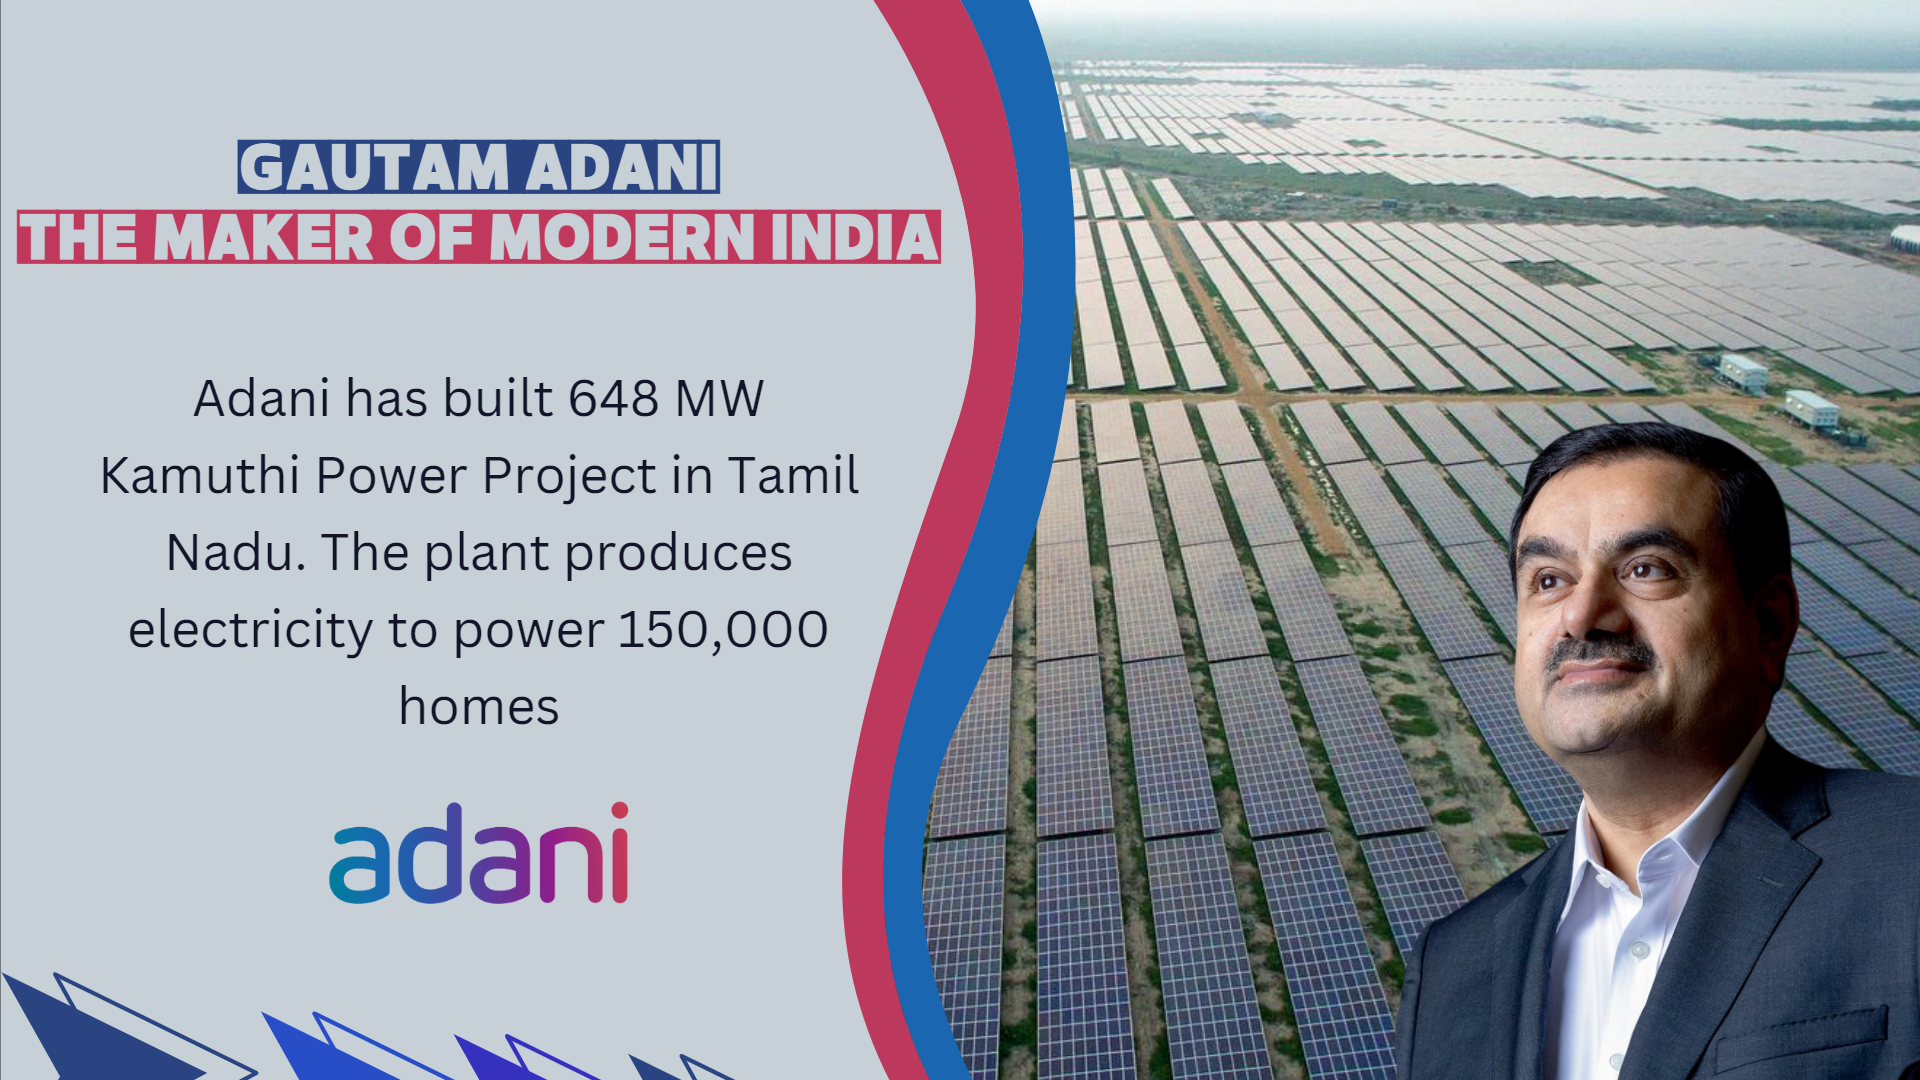 GAUTAM ADANI
THE MAKER OF MODERN INDIA
Adani has built 648 MW
Kamuthi Power Project in Tamil
Nadu. The plant produces
electricity to power 150,000
homes
adani